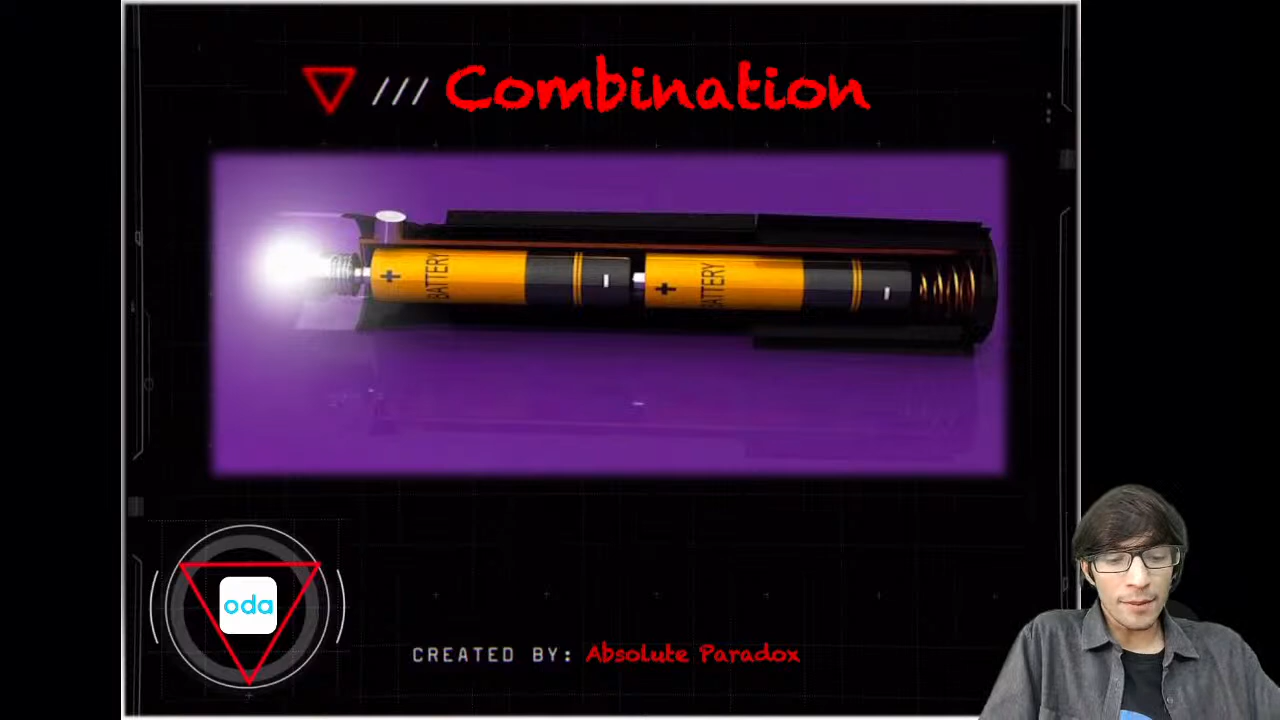 /// Combination
+ BATTERY - + BATTERY -
oda
CREATED BY: Absolute Paradox